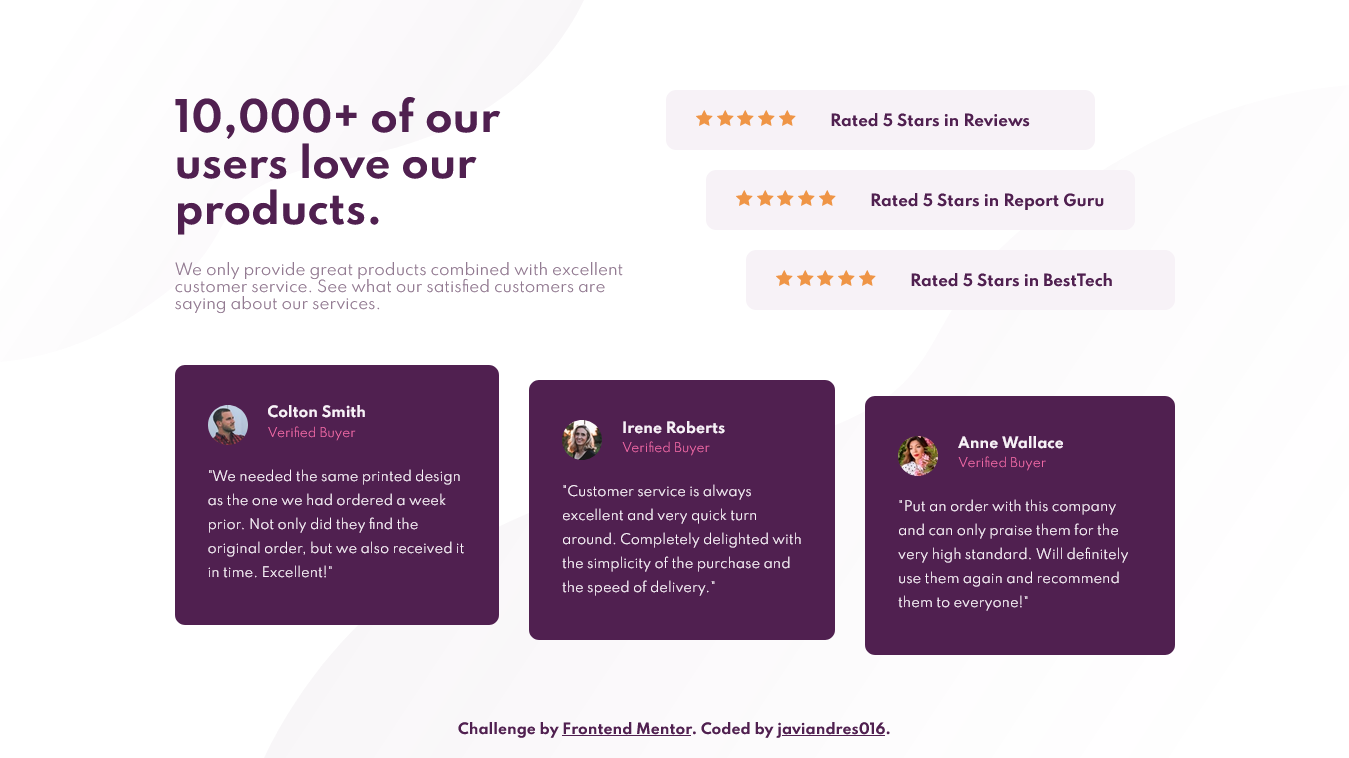 10,000+ of our
users love our
products.
We only provide great products combined with excellent
customer service. See what our satisfied customers are
saying about our services.
Rated 5 Stars in Reviews
Rated 5 Stars in Report Guru
Rated 5 Stars in BestTech
Colton Smith
Verified Buyer
"We needed the same printed design
as the one we had ordered a week
prior. Not only did they find the
original order, but we also received it
in time. Excellent!"
Irene Roberts
Verified Buyer
"Customer service is always
excellent and very quick turn
around. Completely delighted with
the simplicity of the purchase and
the speed of delivery."
Anne Wallace
Verified Buyer
"Put an order with this company
and can only praise them for the
very high standard. Will definitely
use them again and recommend
them to everyone!"
Challenge by Frontend Mentor. Coded by javiandres016.